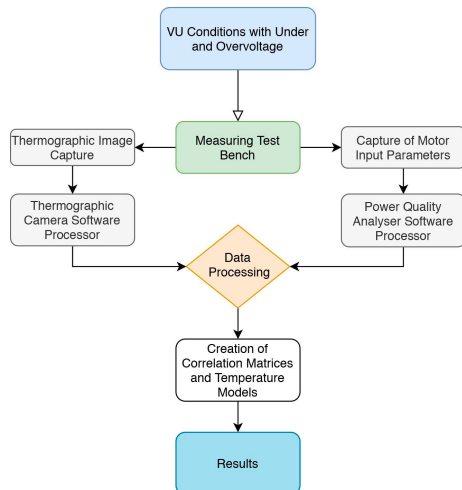 VU Conditions with Under
and Overvoltage
Thermographic Image
Capture
Measuring Test
Bench
Capture of Motor
Input Parameters
Thermographic
Camera Software
Processor
Power Quality
Analyser Software
Processor
Data
Processing
Creation of
Correlation Matrices
and Temperature
Models
Results